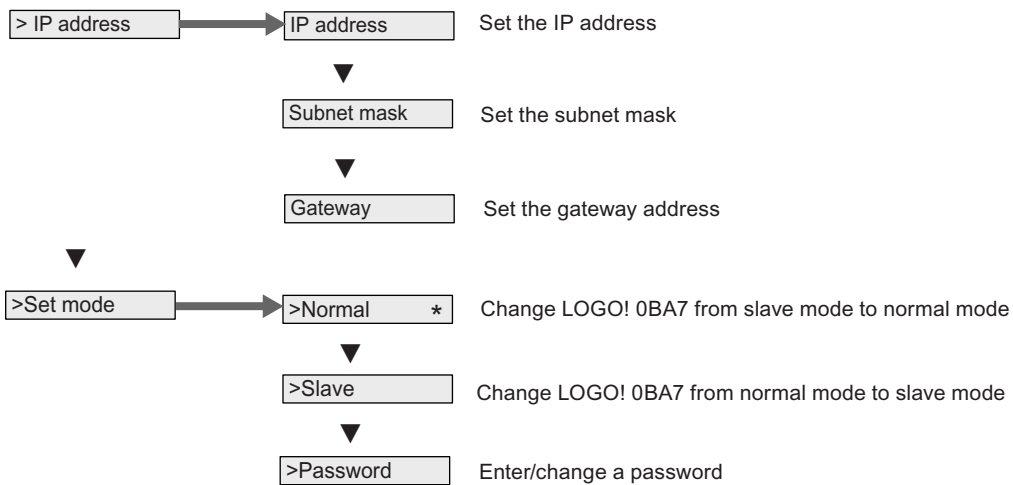 > IP address
IP address
Set the IP address
Subnet mask
Set the subnet mask
Gateway
Set the gateway address
>Set mode
>Normal *
Change LOGO! 0BA7 from slave mode to normal mode
>Slave
Change LOGO! 0BA7 from normal mode to slave mode
>Password
Enter/change a password